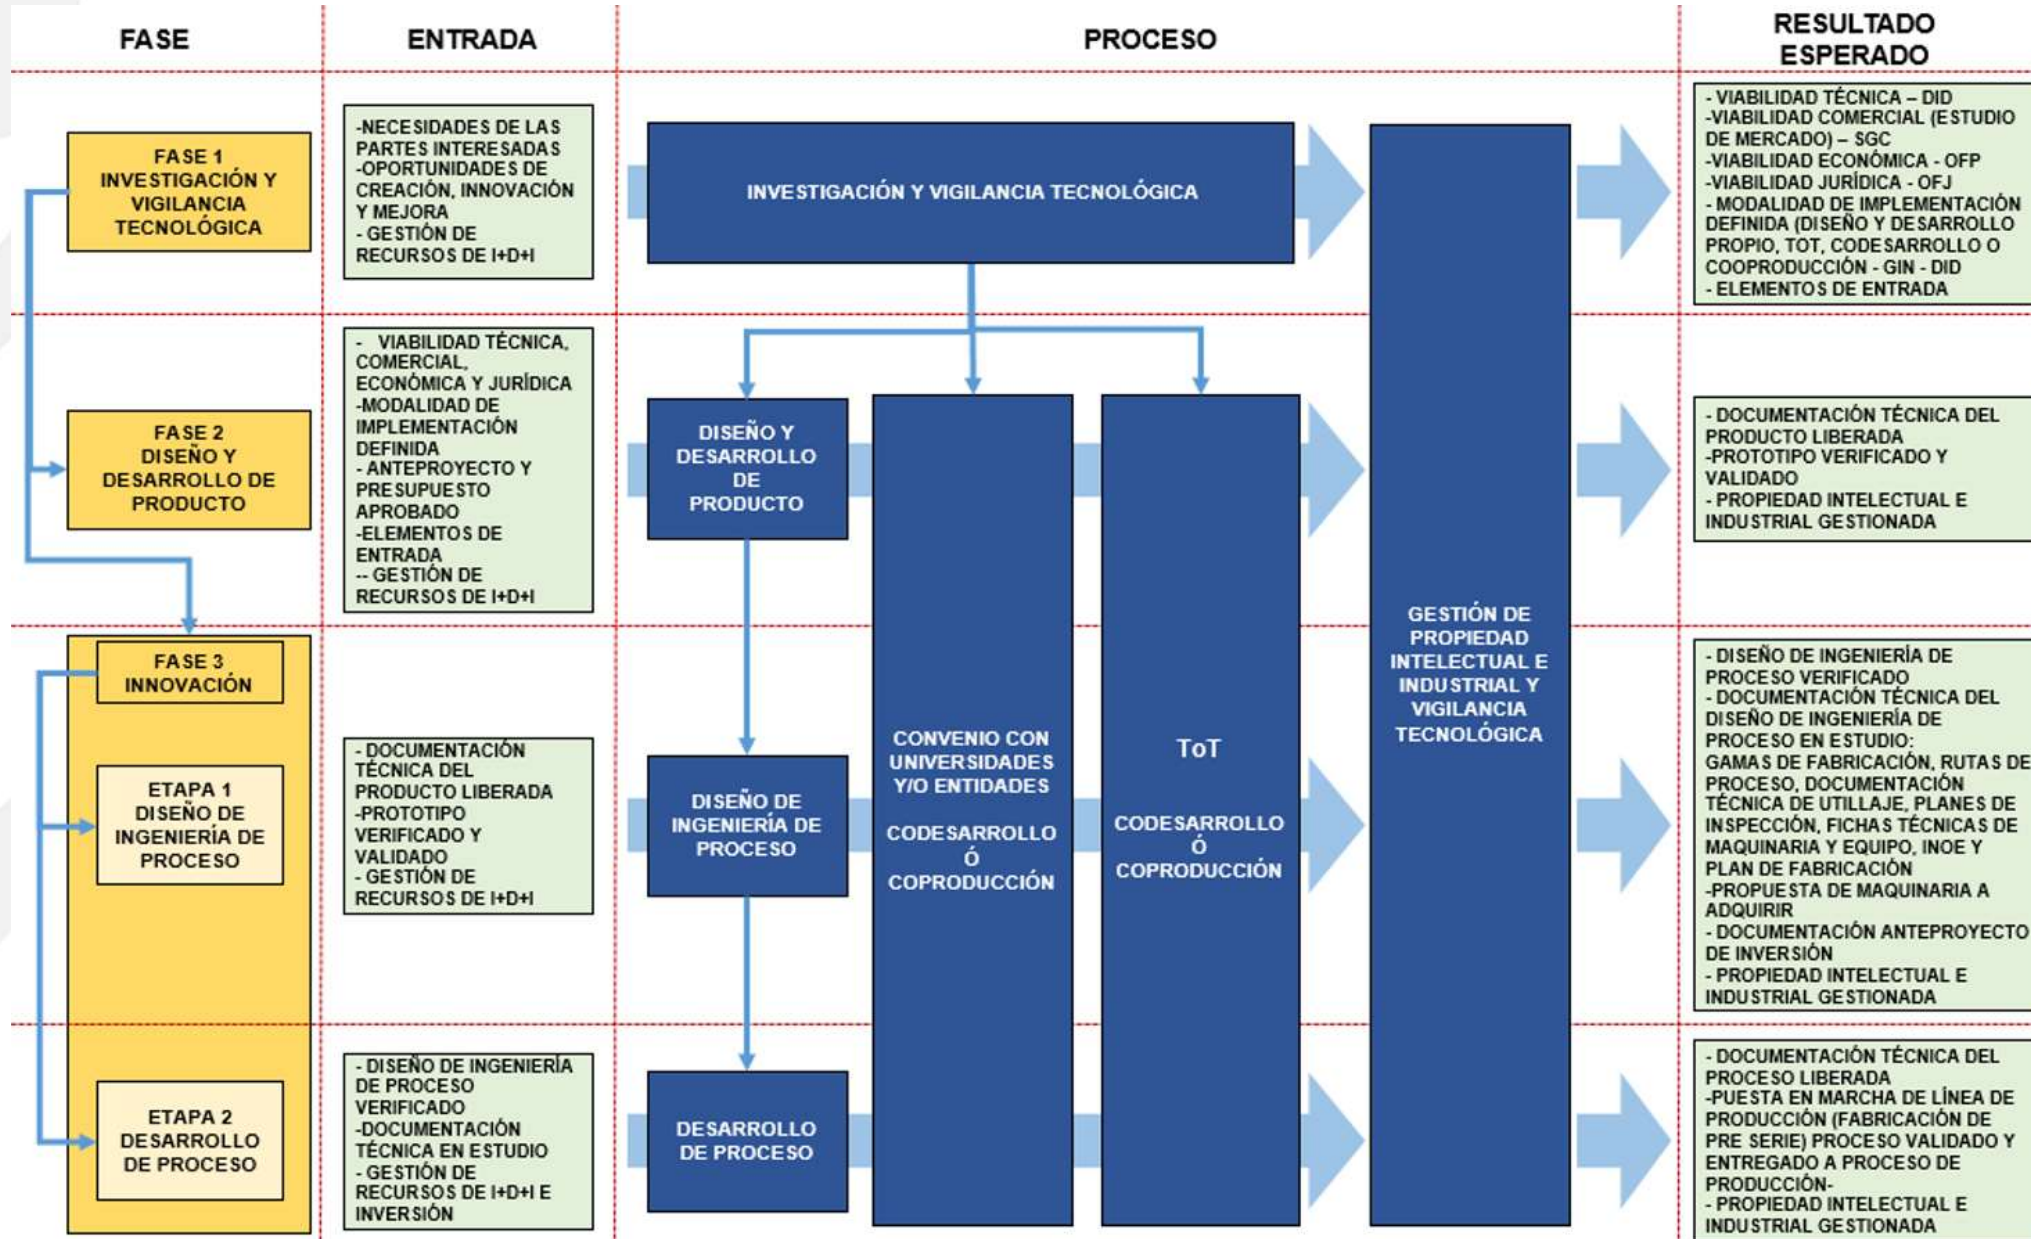 FASE
ENTRADA
PROCESO
RESULTADO
ESPERADO
FASE 1
INVESTIGACIÓN Y
VIGILANCIA
TECNOLÓGICA
-NECESIDADES DE LAS
PARTES INTERESADAS
-OPORTUNIDADES DE
CREACIÓN, INNOVACIÓN
Y MEJORA
- GESTIÓN DE
RECURSOS DE I+D+I
INVESTIGACIÓN Y VIGILANCIA TECNOLÓGICA
- VIABILIDAD TÉCNICA – DID
-VIABILIDAD COMERCIAL (ESTUDIO
DE MERCADO) – SGC
-VIABILIDAD ECONÓMICA - OFP
-VIABILIDAD JURÍDICA - OFJ
- MODALIDAD DE IMPLEMENTACIÓN
DEFINIDA (DISEÑO Y DESARROLLO
PROPIO, TOT, CODESARROLLO O
COOPRODUCCIÓN - GIN - DID
- ELEMENTOS DE ENTRADA
FASE 2
DISEÑO Y
DESARROLLO DE
PRODUCTO
- VIABILIDAD TÉCNICA,
COMERCIAL,
ECONÓMICA Y JURÍDICA
-MODALIDAD DE
IMPLEMENTACIÓN
DEFINIDA
- ANTEPROYECTO Y
PRESUPUESTO
APROBADO
-ELEMENTOS DE
ENTRADA
-- GESTIÓN DE
RECURSOS DE I+D+I
DISEÑO Y
DESARROLLO
DE
PRODUCTO
- DOCUMENTACIÓN TÉCNICA DEL
PRODUCTO LIBERADA
-PROTOTIPO VERIFICADO Y
VALIDADO
- PROPIEDAD INTELECTUAL E
INDUSTRIAL GESTIONADA
FASE 3
INNOVACIÓN
ETAPA 1
DISEÑO DE
INGENIERÍA DE
PROCESO
- DOCUMENTACIÓN
TÉCNICA DEL
PRODUCTO LIBERADA
-PROTOTIPO
VERIFICADO Y
VALIDADO
- GESTIÓN DE
RECURSOS DE I+D+I
DISEÑO DE
INGENIERÍA DE
PROCESO
CONVENIO CON
UNIVERSIDADES
Y/O ENTIDADES
CODESARROLLO
Ó
COPRODUCCIÓN
ToT
CODESARROLLO
Ó
COPRODUCCIÓN
GESTIÓN DE
PROPIEDAD
INTELECTUAL E
INDUSTRIAL Y
VIGILANCIA
TECNOLÓGICA
- DISEÑO DE INGENIERÍA DE
PROCESO VERIFICADO
- DOCUMENTACIÓN TÉCNICA DEL
DISEÑO DE INGENIERÍA DE
PROCESO EN ESTUDIO:
GAMAS DE FABRICACIÓN, RUTAS DE
PROCESO, DOCUMENTACIÓN
TÉCNICA DE UTILLAJE, PLANES DE
INSPECCIÓN, FICHAS TÉCNICAS DE
MAQUINARIA Y EQUIPO, INOE Y
PLAN DE FABRICACIÓN
-PROPUESTA DE MAQUINARIA A
ADQUIRIR
- DOCUMENTACIÓN ANTEPROYECTO
DE INVERSIÓN
- PROPIEDAD INTELECTUAL E
INDUSTRIAL GESTIONADA
ETAPA 2
DESARROLLO
DE PROCESO
- DISEÑO DE INGENIERÍA
DE PROCESO
VERIFICADO
-DOCUMENTACIÓN
TÉCNICA EN ESTUDIO
- GESTIÓN DE
RECURSOS DE I+D+I E
INVERSIÓN
DESARROLLO
DE PROCESO
- DOCUMENTACIÓN TÉCNICA DEL
PROCESO LIBERADA
-PUESTA EN MARCHA DE LÍNEA DE
PRODUCCIÓN (FABRICACIÓN DE
PRE SERIE) PROCESO VALIDADO Y
ENTREGADO A PROCESO DE
PRODUCCIÓN-
- PROPIEDAD INTELECTUAL E
INDUSTRIAL GESTIONADA